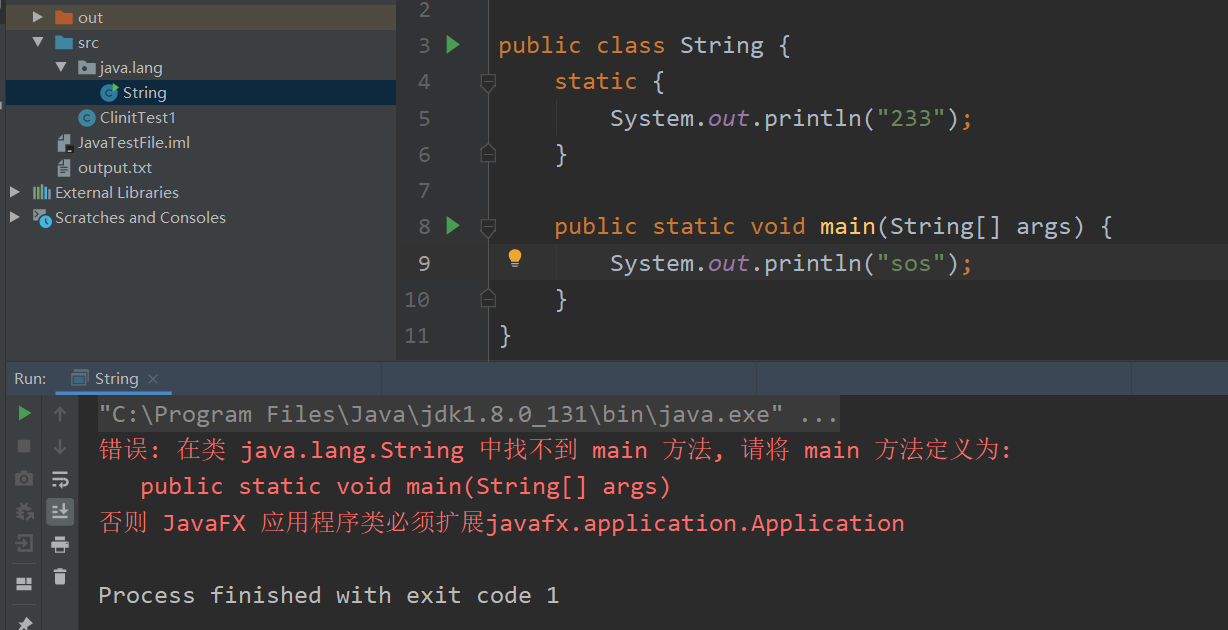 out
src
java.lang
String
ClinitTest1
JavaTestFile.iml
output.txt
External Libraries
Scratches and Consoles
2
3 public class String {
4 static {
5 System.out.println("233");
6 }
7
8 public static void main(String[] args) {
9 System.out.println("sos");
10 }
11 }
Run: String
"C:\Program Files\Java\jdk1.8.0_131\bin\java.exe" ...
错误: 在类 java.lang.String 中找不到 main 方法, 请将 main 方法定义为:
public static void main(String[] args)
否则 JavaFX 应用程序类必须扩展javafx.application.Application
Process finished with exit code 1